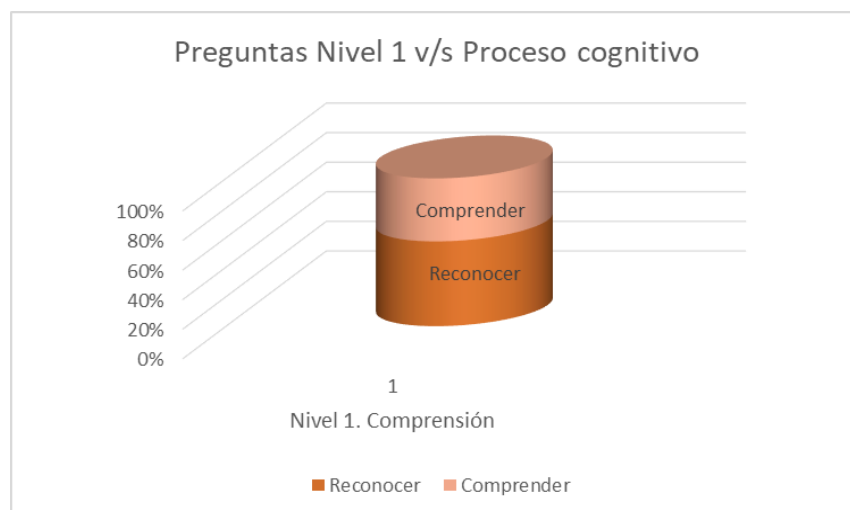 Preguntas Nivel 1 v/s Proceso cognitivo
100%
80%
60%
40%
20%
0%
Comprender
Reconocer
1
Nivel 1. Comprensión
Reconocer Comprender